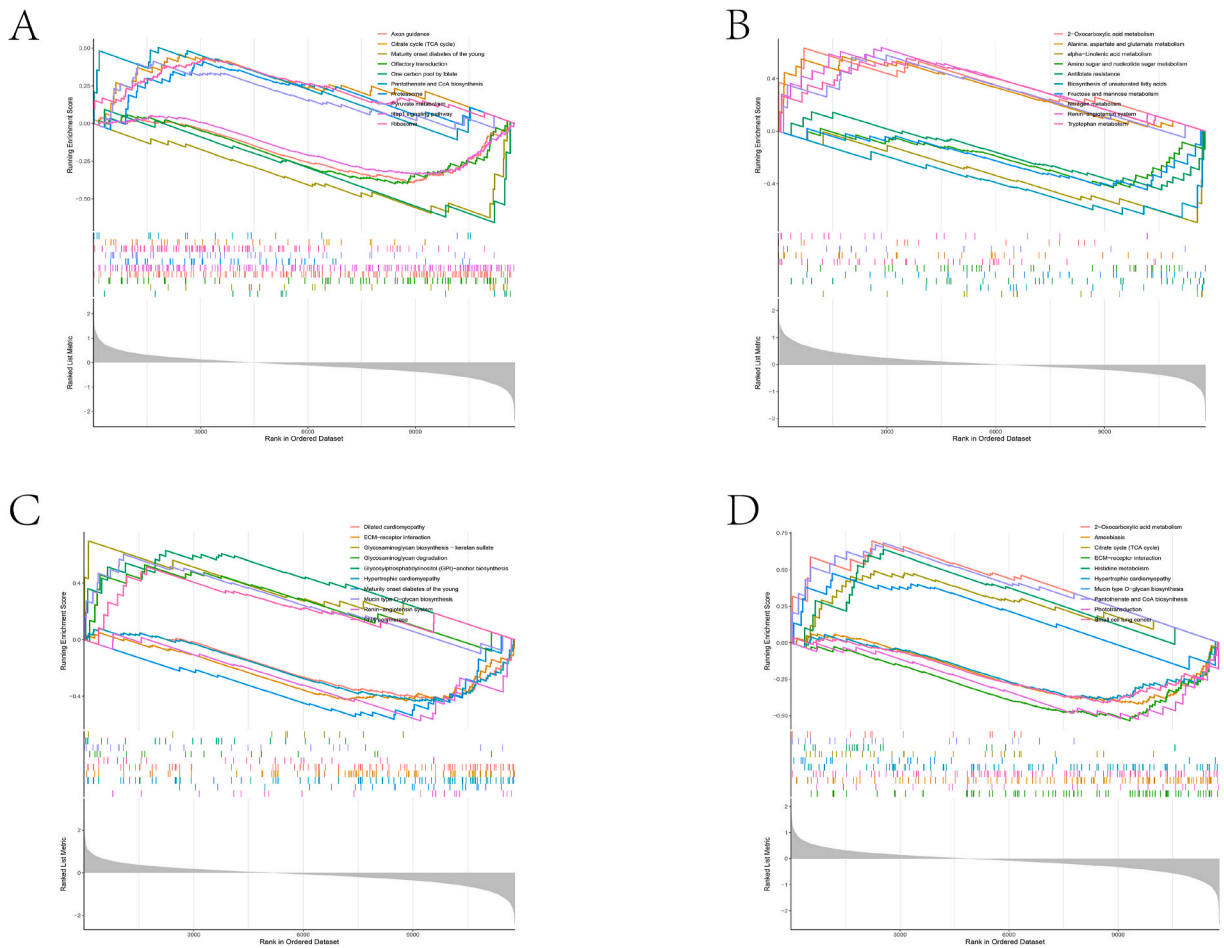 A
Axon guidance
Citrate cycle (TCA cycle)
Maturity onset diabetes of the young
Olfactory transduction
One carbon pool by folate
Pantothenate and CoA biosynthesis
Proteasome
Pyruvate metabolism
Rap1 signaling pathway
Ribosome
Running Enrichment Score
0.50
0.25
0.00
−0.25
−0.50
Ranked List Metric
2
1
0
−1
−2
3000 6000 9000
Rank in Ordered Dataset
B
2−Oxocarboxylic acid metabolism
Alanine, aspartate and glutamate metabolism
alpha−Linolenic acid metabolism
Amino sugar and nucleotide sugar metabolism
Antifolate resistance
Biosynthesis of unsaturated fatty acids
Fructose and mannose metabolism
Nitrogen metabolism
Renin−angiotensin system
Tryptophan metabolism
Running Enrichment Score
0.4
0.0
−0.4
Ranked List Metric
2
1
0
−1
−2
3000 6000 9000
Rank in Ordered Dataset
C
Dilated cardiomyopathy
ECM−receptor interaction
Glycosaminoglycan biosynthesis − keratan sulfate
Glycosaminoglycan degradation
Glycosylphosphatidylinositol (GPI)−anchor biosynthesis
Hypertrophic cardiomyopathy
Maturity onset diabetes of the young
Mucin type O−glycan biosynthesis
Renin−angiotensin system
RNA polymerase
Running Enrichment Score
0.4
0.0
−0.4
Ranked List Metric
2
0
−2
3000 6000 9000
Rank in Ordered Dataset
D
2−Oxocarboxylic acid metabolism
Amoebiasis
Citrate cycle (TCA cycle)
ECM−receptor interaction
Histidine metabolism
Hypertrophic cardiomyopathy
Mucin type O−glycan biosynthesis
Pantothenate and CoA biosynthesis
Phototransduction
Small cell lung cancer
Running Enrichment Score
0.75
0.50
0.25
0.00
−0.25
−0.50
Ranked List Metric
2
1
0
−1
−2
3000 6000 9000
Rank in Ordered Dataset